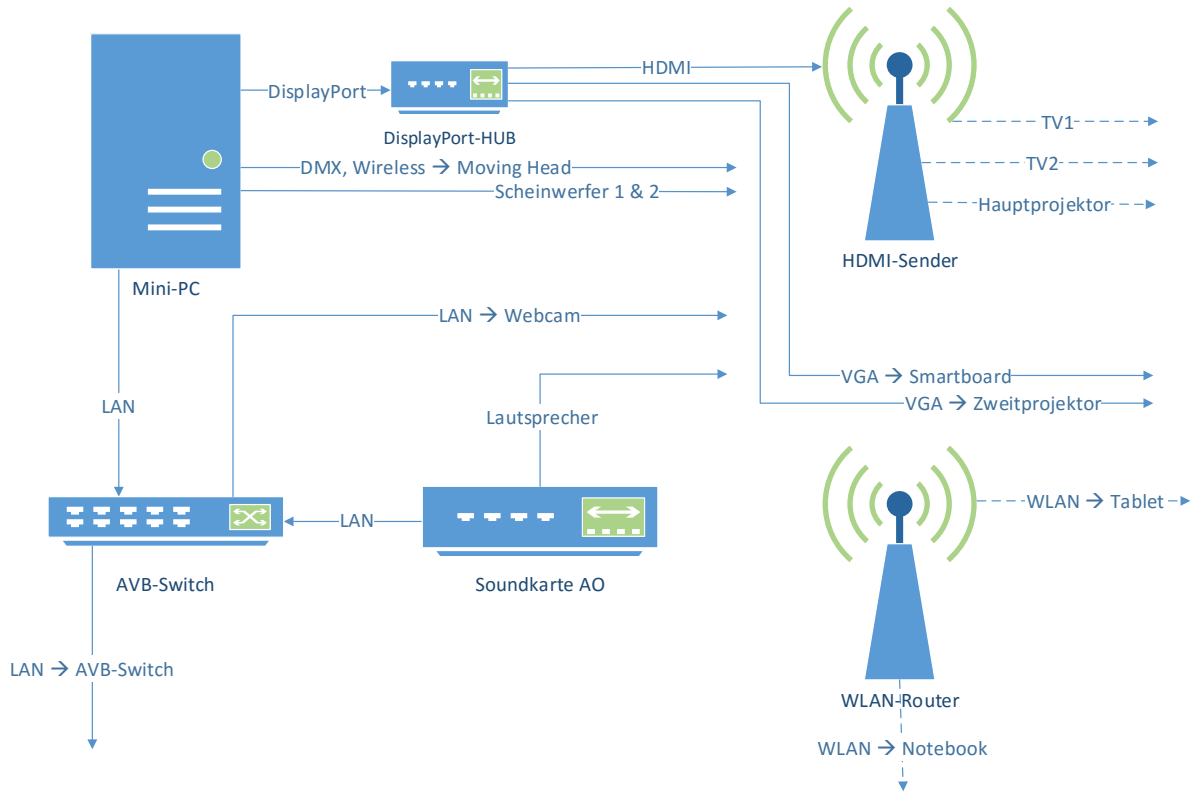 HDMI
DisplayPort
TV1
DisplayPort-HUB
TV2
DMX, Wireless → Moving Head
Scheinwerfer 1 & 2
Hauptprojektor
HDMI-Sender
Mini-PC
LAN → Webcam
VGA → Smartboard
LAN
VGA → Zweitprojektor
Lautsprecher
WLAN → Tablet
LAN
AVB-Switch
Soundkarte AO
LAN → AVB-Switch
WLAN-Router
WLAN → Notebook